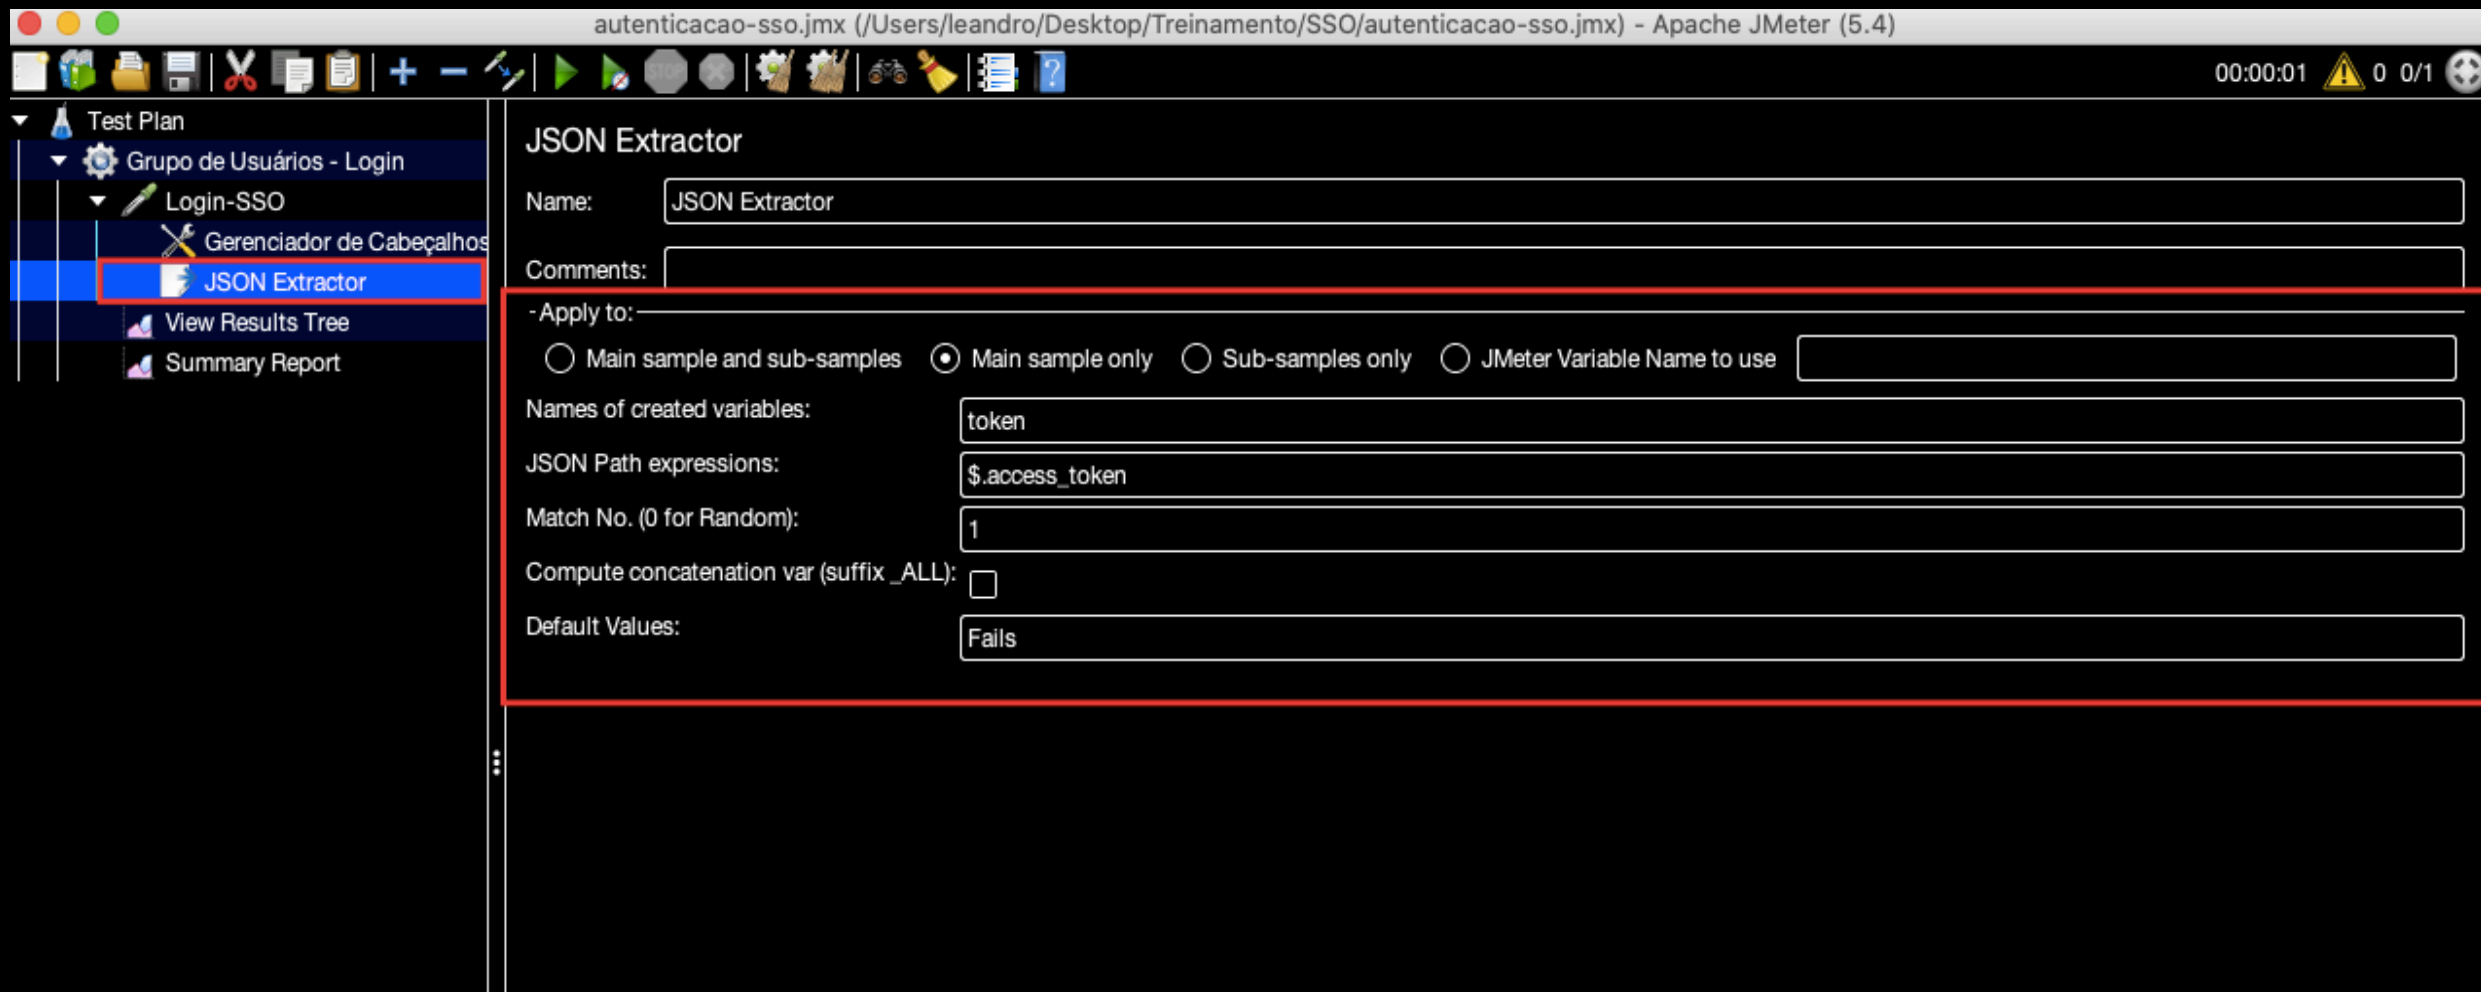 autenticacao-sso.jmx (/Users/leandro/Desktop/Treinamento/SSO/autenticacao-sso.jmx) - Apache JMeter (5.4)
STOP
00:00:01 0 0/1
Test Plan
Grupo de Usuários - Login
Login-SSO
Gerenciador de Cabeçalhos
JSON Extractor
View Results Tree
Summary Report
JSON Extractor
Name: JSON Extractor
Comments:
Apply to:
Main sample and sub-samples Main sample only Sub-samples only JMeter Variable Name to use
Names of created variables: token
JSON Path expressions: $.access_token
Match No. (0 for Random): 1
Compute concatenation var (suffix _ALL):
Default Values: Fails